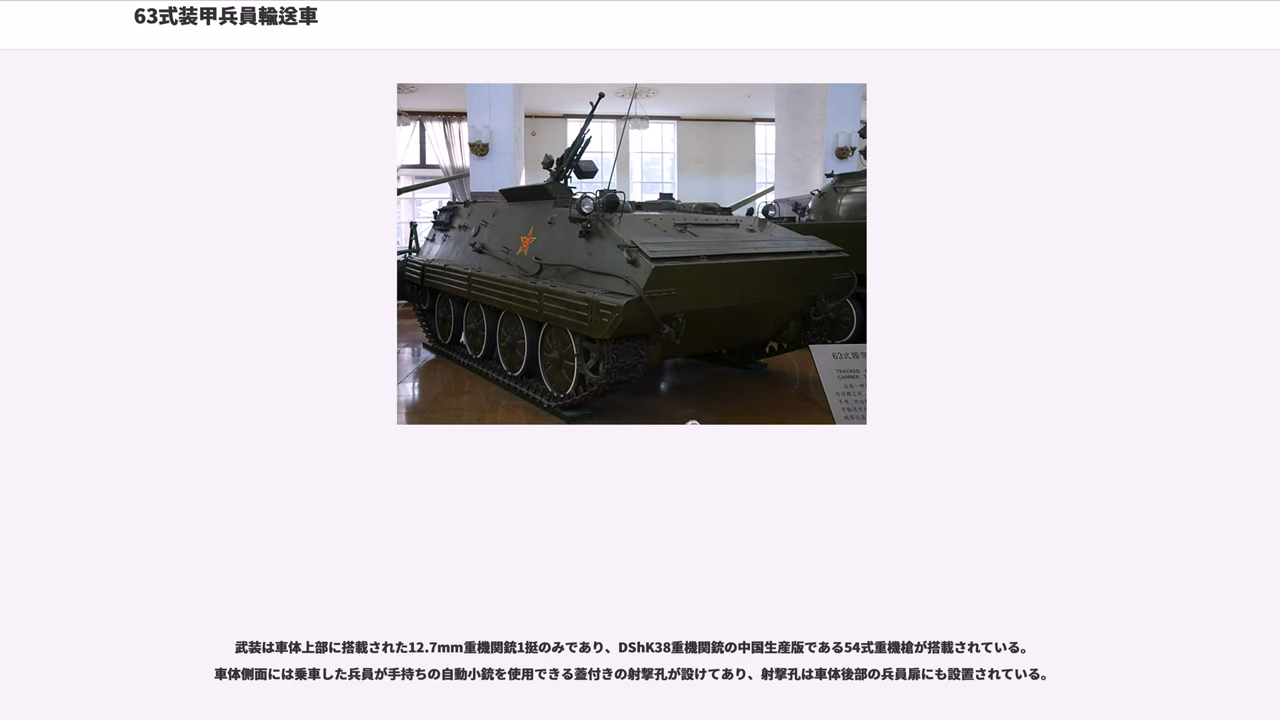 63式装甲兵員輸送車
63式履
TRACKED
武装は車体上部に搭載された12.7mm重機関銃1挺のみであり、DShK38重機関銃の中国生産版である54式重機槍が搭載されている。
車体側面には乗車した兵員が手持ちの自動小銃を使用できる蓋付きの射撃孔が設けてあり、射撃孔は車体後部の兵員扉にも設置されている。